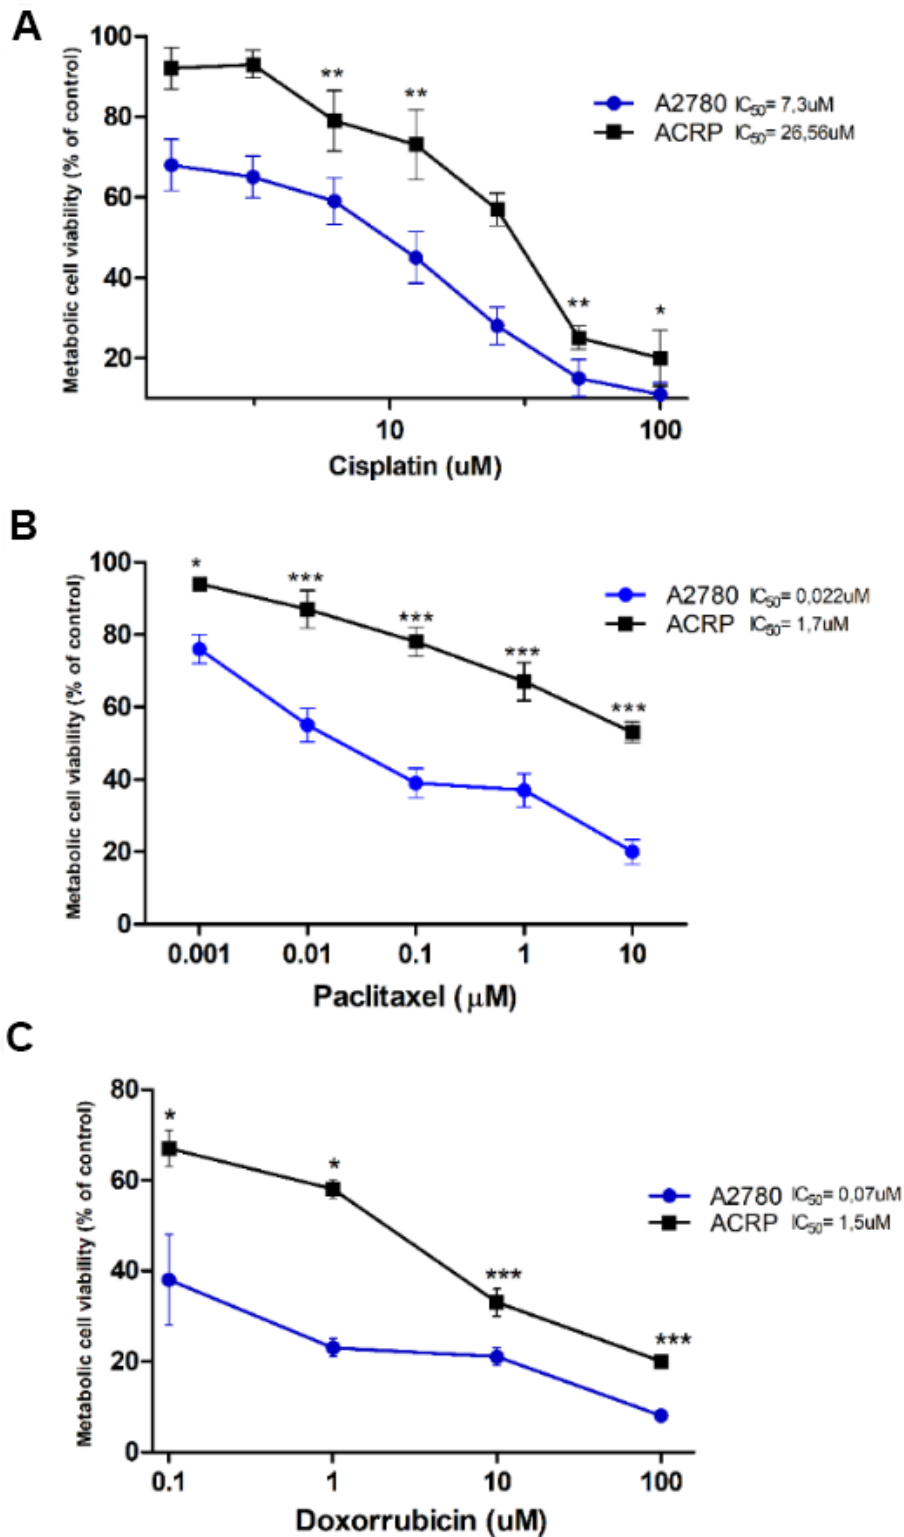 A
Metabolic cell viability (% of control)
100
80
60
40
20
**
**
**
*
A2780 IC50= 7,3uM
ACRP IC50= 26,56uM
10
100
Cisplatin (uM)
B
Metabolic cell viability (% of control)
100
80
60
40
20
0
*
***
***
***
***
A2780 IC50= 0,022uM
ACRP IC50= 1,7uM
0.001
0.01
0.1
1
10
Paclitaxel (μM)
C
Metabolic cell viability (% of control)
80
60
40
20
0
*
*
***
***
A2780 IC50= 0,07uM
ACRP IC50= 1,5uM
0.1
1
10
100
Doxorrubicin (uM)